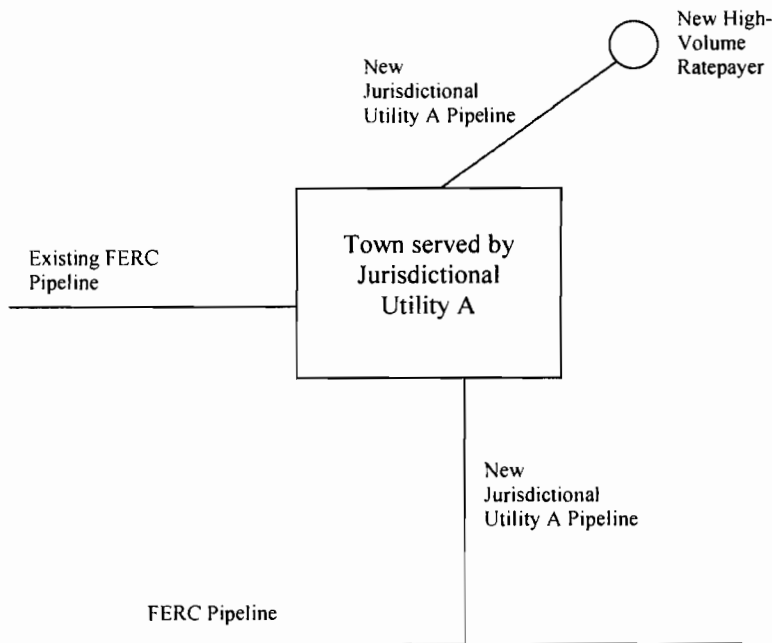 New High-
Volume
Ratepayer
New
Jurisdictional
Utility A Pipeline
Existing FERC
Pipeline
Town served by
Jurisdictional
Utility A
New
Jurisdictional
Utility A Pipeline
FERC Pipeline